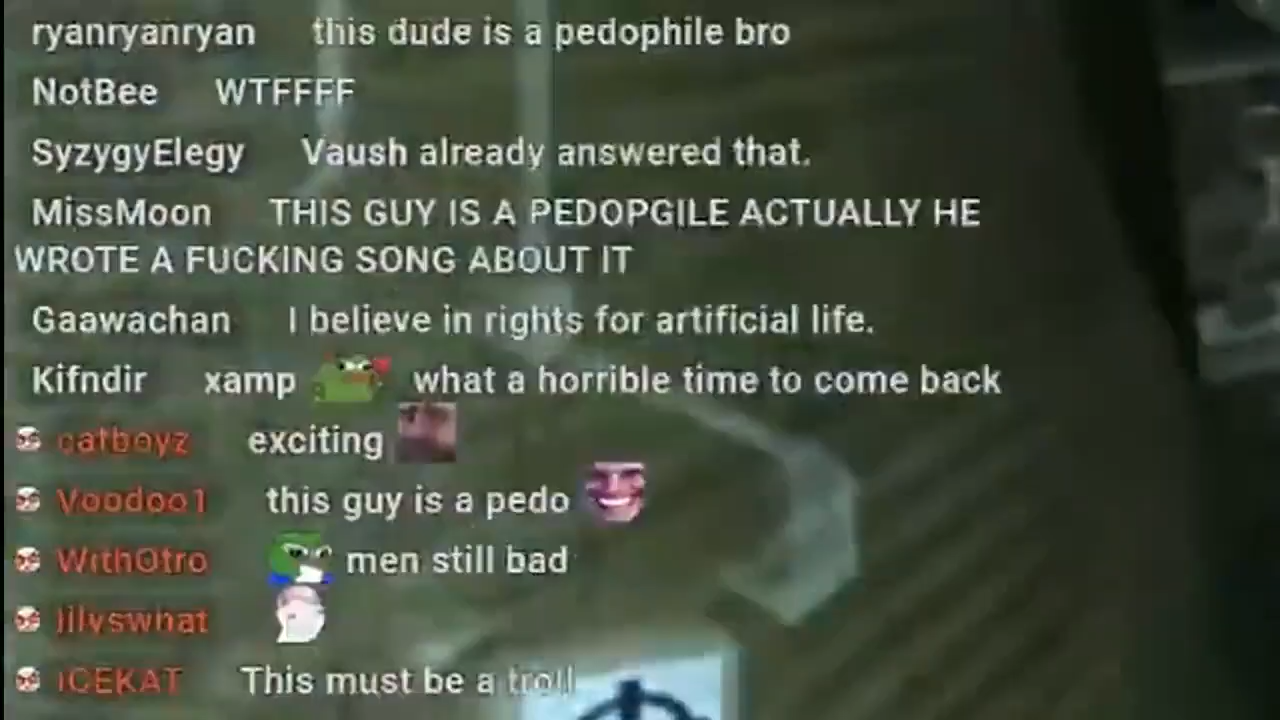 ryanryanryan this dude is a pedophile bro
NotBee WTFFFF
SyzygyElegy Vaush already answered that.
MissMoon THIS GUY IS A PEDOPGILE ACTUALLY HE
WROTE A FUCKING SONG ABOUT IT
Gaawachan I believe in rights for artificial life.
Kifndir xamp what a horrible time to come back
catboyz exciting
Voodoo1 this guy is a pedo
WithOtro men still bad
lilyswhat
ICEKAT This must be a troll